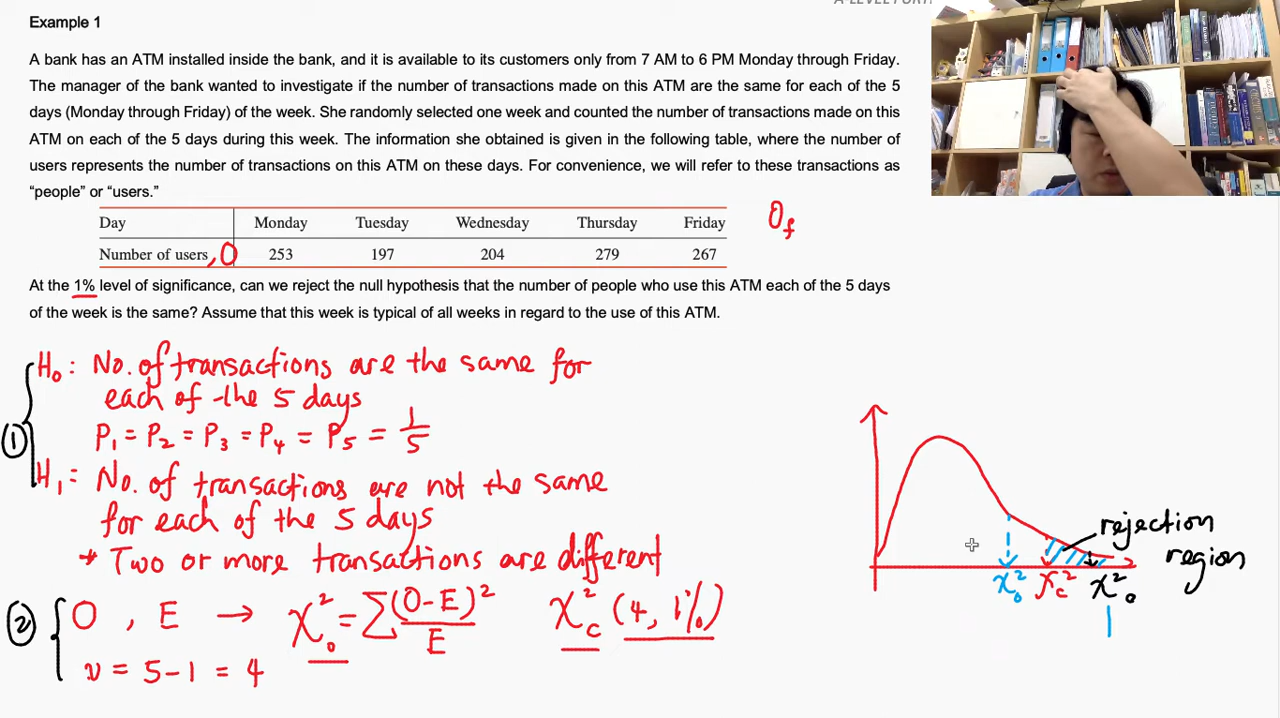 Example 1
A bank has an ATM installed inside the bank, and it is available to its customers only from 7 AM to 6 PM Monday through Friday.
The manager of the bank wanted to investigate if the number of transactions made on this ATM are the same for each of the 5
days (Monday through Friday) of the week. She randomly selected one week and counted the number of transactions made on this
ATM on each of the 5 days during this week. The information she obtained is given in the following table, where the number of
users represents the number of transactions on this ATM on these days. For convenience, we will refer to these transactions as
“people” or “users.”
Day Monday Tuesday Wednesday Thursday Friday O_f
Number of users, O 253 197 204 279 267
At the 1% level of significance, can we reject the null hypothesis that the number of people who use this ATM each of the 5 days
of the week is the same? Assume that this week is typical of all weeks in regard to the use of this ATM.
① H₀: No. of transactions are the same for
each of the 5 days
P₁ = P₂ = P₃ = P₄ = P₅ = 1/5
H₁: No. of transactions are not the same
for each of the 5 days
* Two or more transactions are different
② O , E → χ²₀ = Σ(O-E)²/E χ²c (4, 1%)
ν = 5-1 = 4
rejection
region
χ²₀ χ²c χ²₀